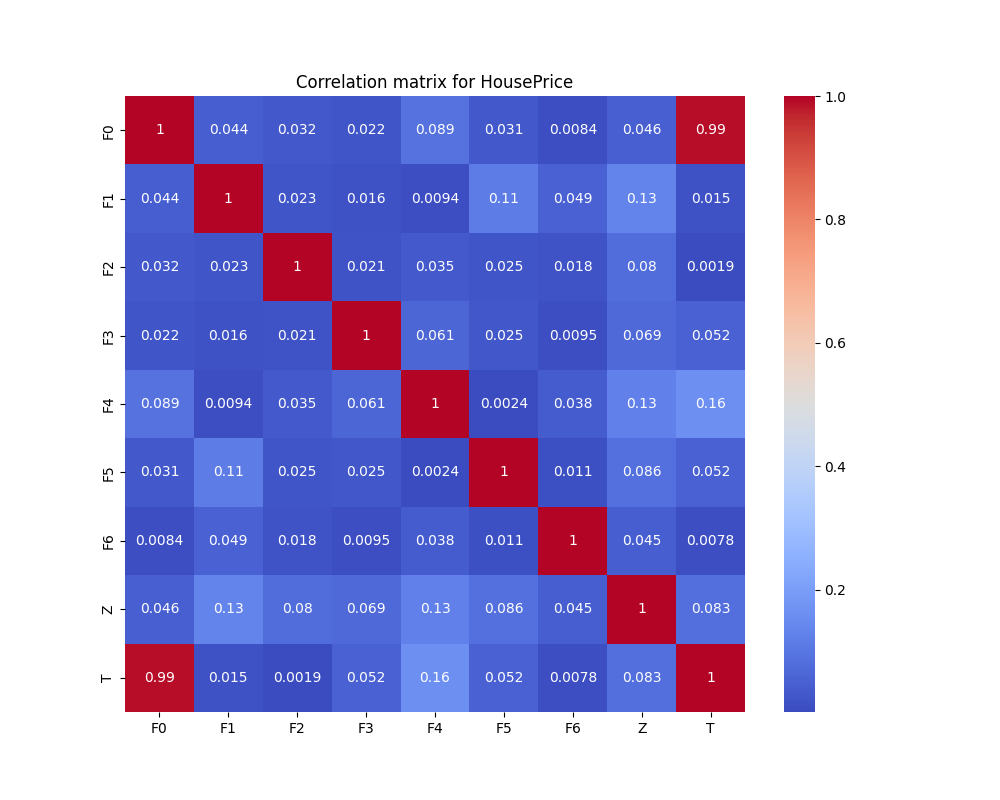 Correlation matrix for HousePrice
F0 1 0.044 0.032 0.022 0.089 0.031 0.0084 0.046 0.99
F1 0.044 1 0.023 0.016 0.0094 0.11 0.049 0.13 0.015
F2 0.032 0.023 1 0.021 0.035 0.025 0.018 0.08 0.0019
F3 0.022 0.016 0.021 1 0.061 0.025 0.0095 0.069 0.052
F4 0.089 0.0094 0.035 0.061 1 0.0024 0.038 0.13 0.16
F5 0.031 0.11 0.025 0.025 0.0024 1 0.011 0.086 0.052
F6 0.0084 0.049 0.018 0.0095 0.038 0.011 1 0.045 0.0078
Z 0.046 0.13 0.08 0.069 0.13 0.086 0.045 1 0.083
T 0.99 0.015 0.0019 0.052 0.16 0.052 0.0078 0.083 1
F0 F1 F2 F3 F4 F5 F6 Z T
1.0
0.8
0.6
0.4
0.2